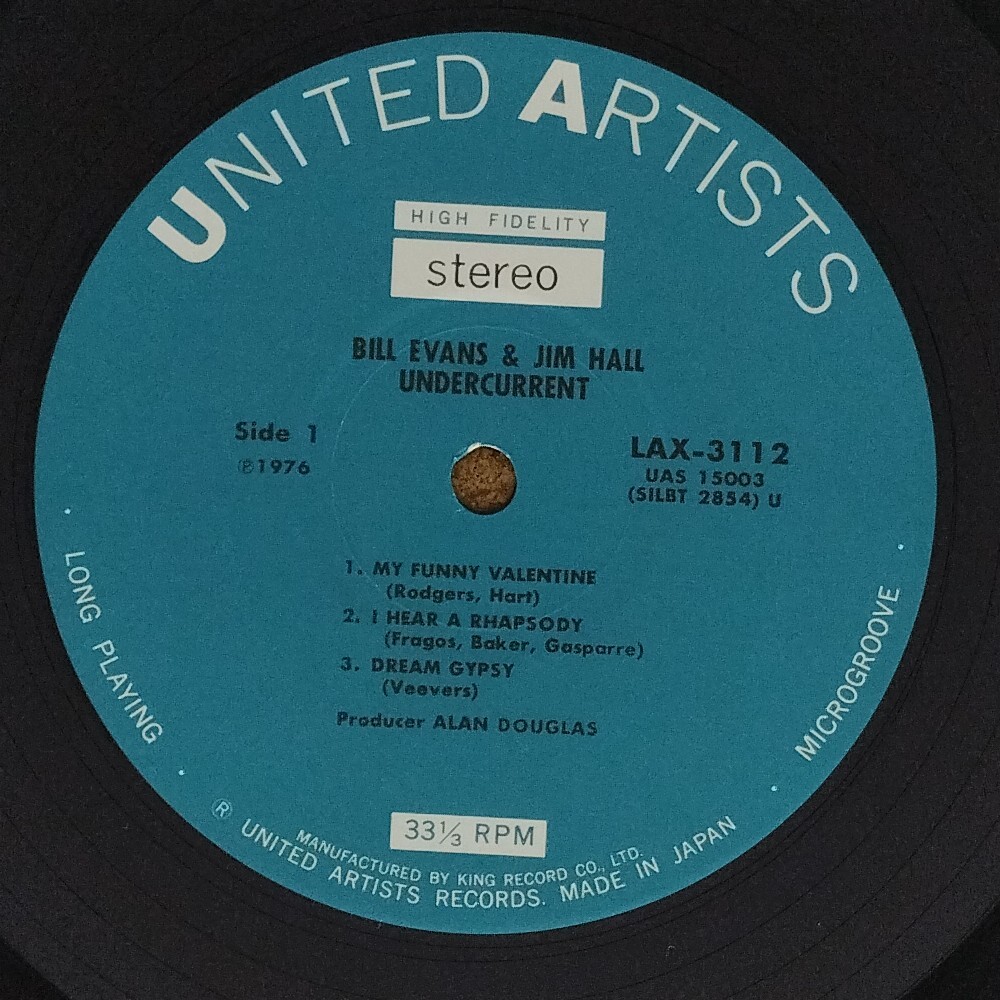 UNITED ARTISTS
HIGH FIDELITY
stereo
BILL EVANS & JIM HALL
UNDERCURRENT
Side 1
℗1976
LAX-3112
UAS 15003
(SILBT 2854) U
1. MY FUNNY VALENTINE
(Rodgers, Hart)
2. I HEAR A RHAPSODY
(Fragos, Baker, Gasparre)
3. DREAM GYPSY
(Veevers)
Producer ALAN DOUGLAS
LONG PLAYING
MICROGROOVE
33⅓ RPM
MANUFACTURED BY KING RECORD CO., LTD.
® UNITED ARTISTS RECORDS. MADE IN JAPAN